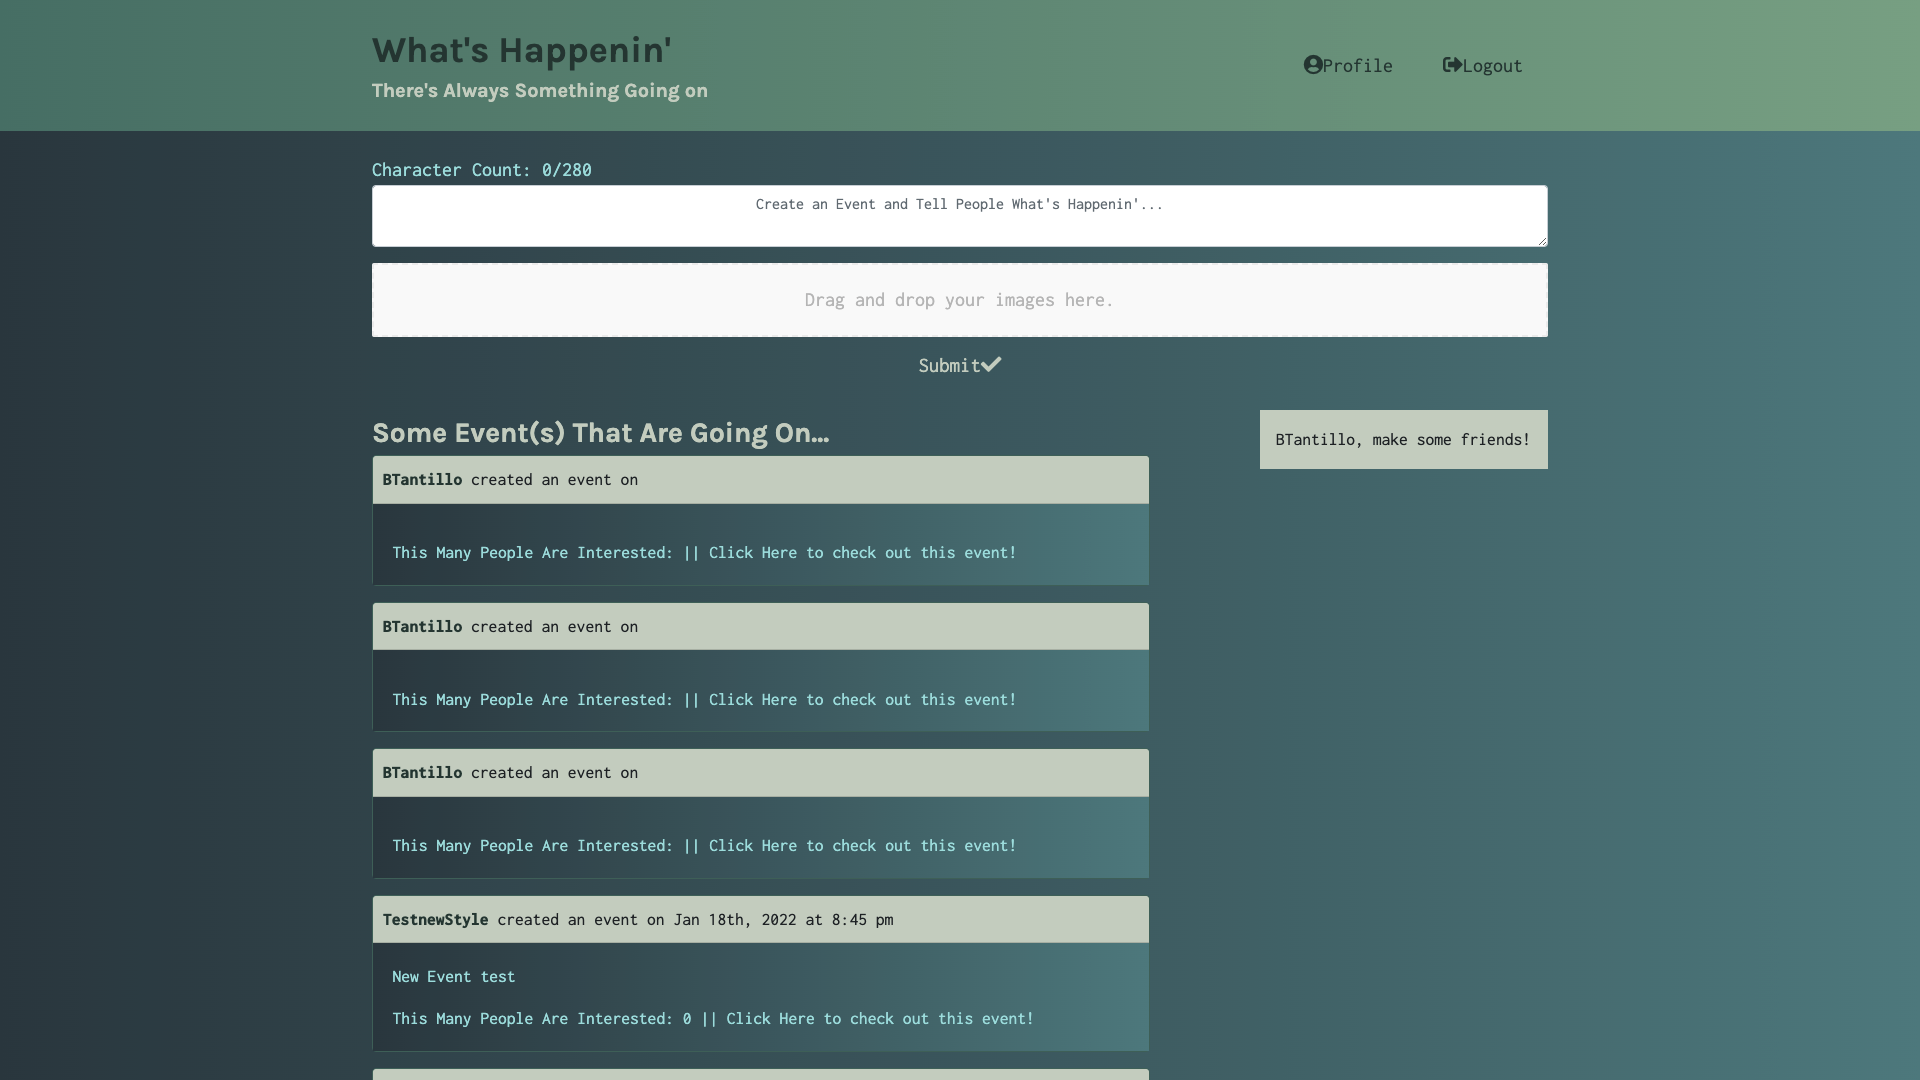 What's Happenin'
There's Always Something Going on
Profile
Logout
Character Count: 0/280
Create an Event and Tell People What's Happenin'...
Drag and drop your images here.
Submit
Some Event(s) That Are Going On...
BTantillo, make some friends!
BTantillo created an event on
This Many People Are Interested: || Click Here to check out this event!
BTantillo created an event on
This Many People Are Interested: || Click Here to check out this event!
BTantillo created an event on
This Many People Are Interested: || Click Here to check out this event!
TestnewStyle created an event on Jan 18th, 2022 at 8:45 pm
New Event test
This Many People Are Interested: 0 || Click Here to check out this event!